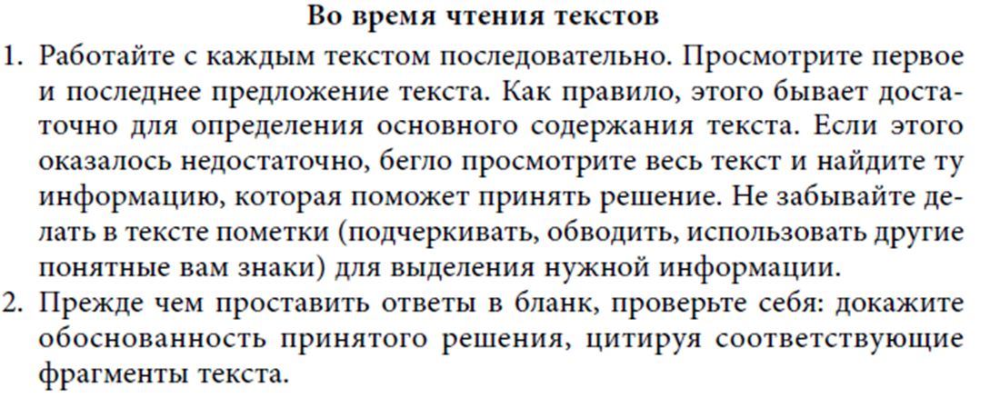 Во время чтения текстов
1. Работайте с каждым текстом последовательно. Просмотрите первое
и последнее предложение текста. Как правило, этого бывает доста-
точно для определения основного содержания текста. Если этого
оказалось недостаточно, бегло просмотрите весь текст и найдите ту
информацию, которая поможет принять решение. Не забывайте де-
лать в тексте пометки (подчеркивать, обводить, использовать другие
понятные вам знаки) для выделения нужной информации.
2. Прежде чем проставить ответы в бланк, проверьте себя: докажите
обоснованность принятого решения, цитируя соответствующие
фрагменты текста.